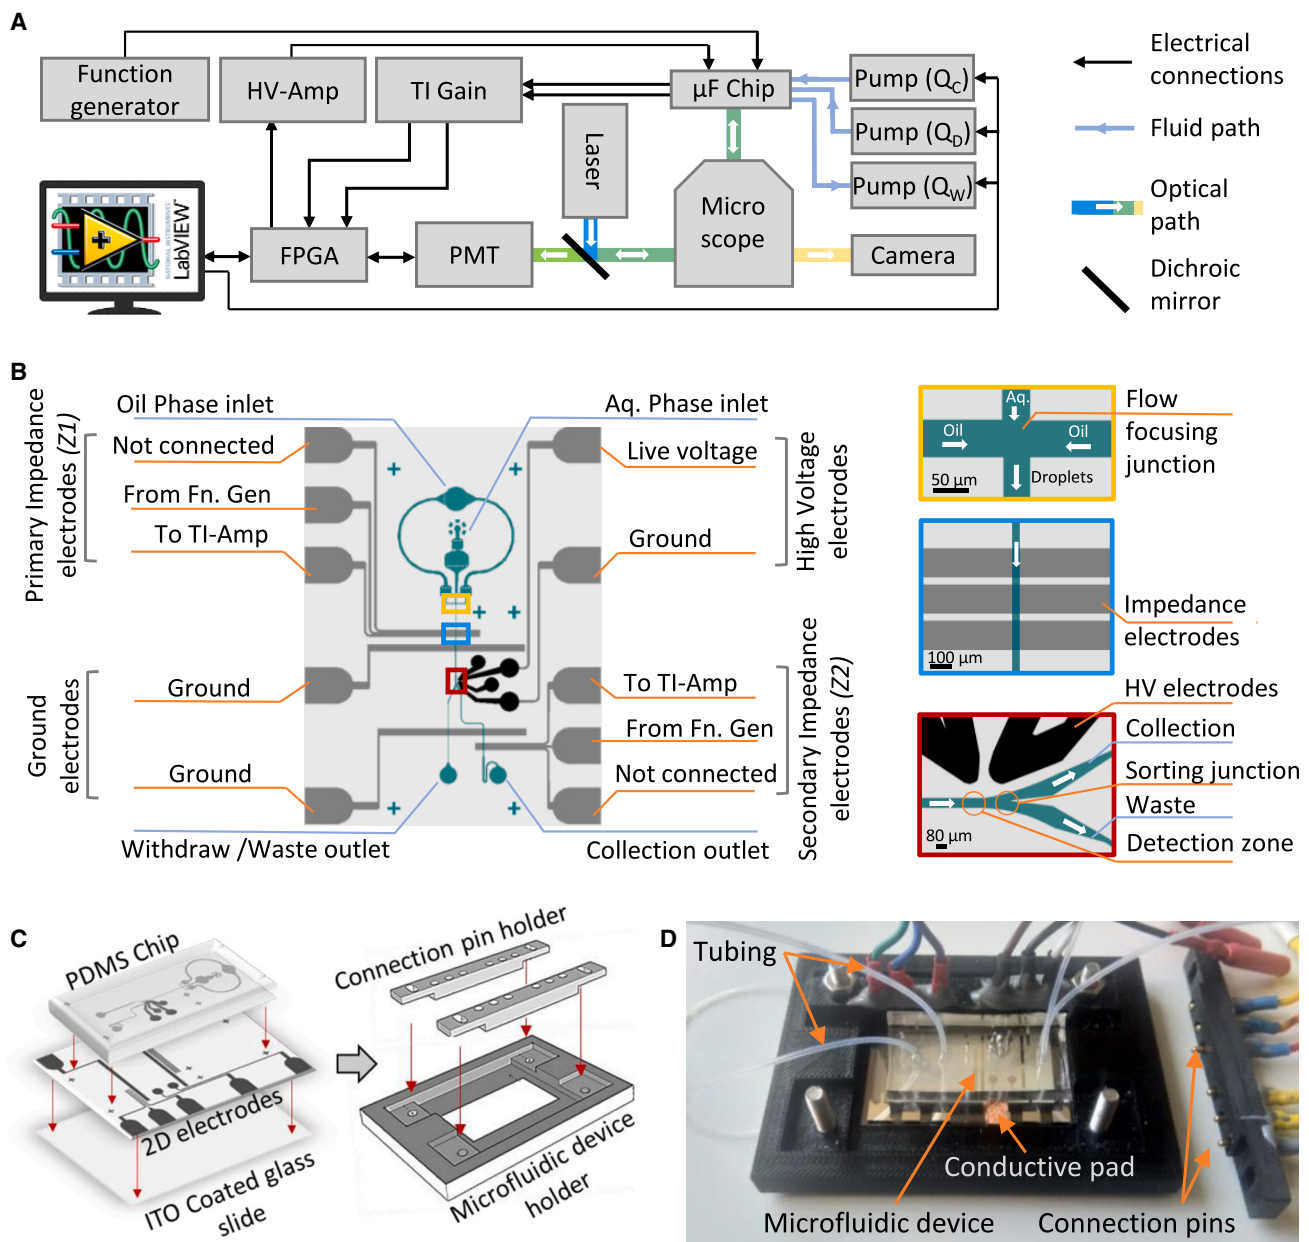 A
Function
generator
HV-Amp
TI Gain
µF Chip
Pump (QC)
Pump (QD)
Pump (QW)
Laser
Micro
scope
LabVIEW™
FPGA
PMT
Camera
Electrical
connections
Fluid path
Optical
path
Dichroic
mirror
B
Primary Impedance
electrodes (Z1)
Oil Phase inlet
Not connected
From Fn. Gen
To TI-Amp
Ground
electrodes
Ground
Ground
Withdraw /Waste outlet
Aq. Phase inlet
Live voltage
Ground
High Voltage
electrodes
To TI-Amp
From Fn. Gen
Not connected
Secondary Impedance
electrodes (Z2)
Collection outlet
Aq.
Oil
Oil
Droplets
50 µm
Flow
focusing
junction
100 µm
Impedance
electrodes
80 µm
HV electrodes
Collection
Sorting junction
Waste
Detection zone
C
PDMS Chip
2D electrodes
ITO Coated glass
slide
Connection pin holder
Microfluidic device
holder
D
Tubing
Conductive pad
Microfluidic device
Connection pins